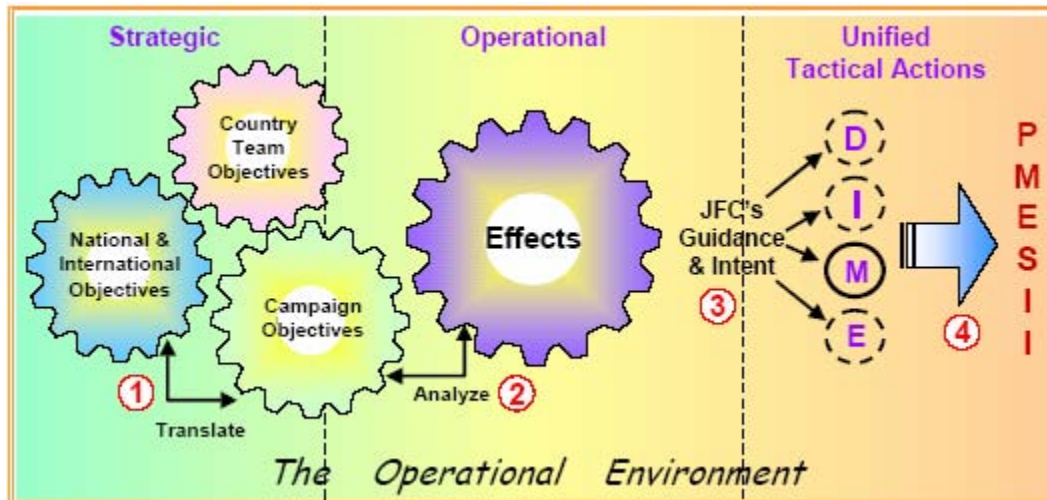 Strategic
Operational
Unified
Tactical Actions
Country
Team
Objectives
National &
International
Objectives
Campaign
Objectives
Effects
JFC's
Guidance
& Intent
D
I
M
E
P
M
E
S
I
I
1
Translate
Analyze
2
3
4
The Operational Environment